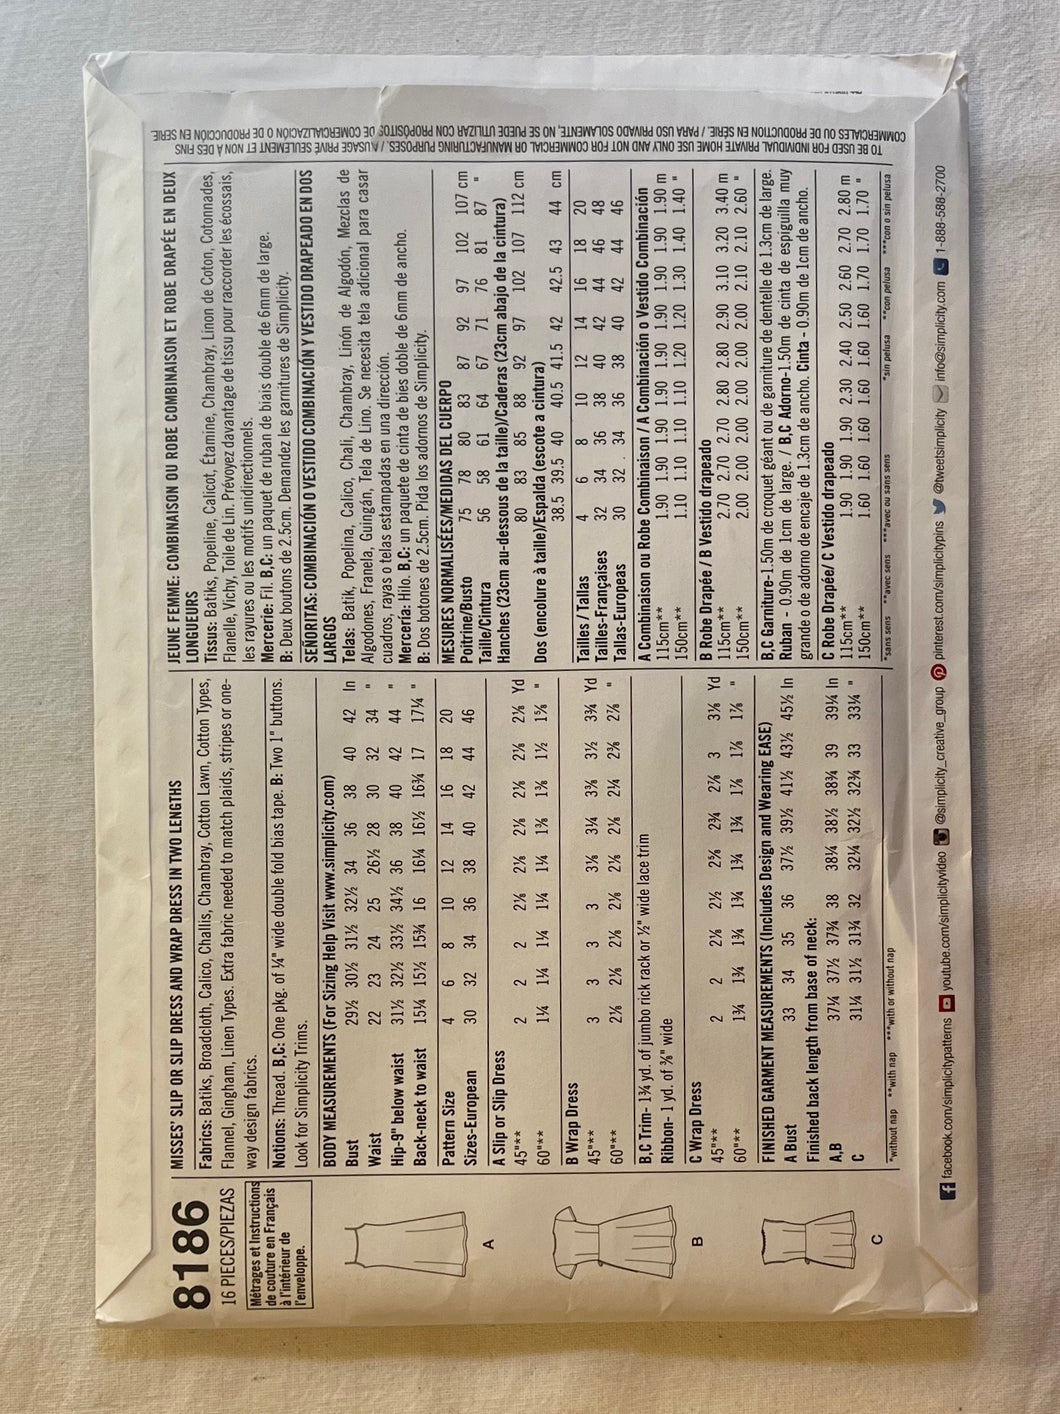 8186
16 PIECES/PIEZAS
Métrages et Instructions
de couture en Français
à l'intérieur de
l'enveloppe.
A
B
C
MISSES' SLIP OR SLIP DRESS AND WRAP DRESS IN TWO LENGTHS
Fabrics: Batiks, Broadcloth, Calico, Challis, Chambray, Cotton Lawn, Cotton Types,
Flannel, Gingham, Linen Types. Extra fabric needed to match plaids, stripes or one-
way design fabrics.
Notions: Thread. B,C: One pkg. of ¼" wide double fold bias tape. B: Two 1" buttons.
Look for Simplicity Trims.
BODY MEASUREMENTS (For Sizing Help Visit www.simplicity.com)
Bust 29½ 30½ 31½ 32½ 34 36 38 40 42 In
Waist 22 23 24 25 26½ 28 30 32 34 "
Hip-9" below waist 31½ 32½ 33½ 34½ 36 38 40 42 44 "
Back-neck to waist 15¼ 15½ 15¾ 16 16¼ 16½ 16¾ 17 17¼ "
Pattern Size 4 6 8 10 12 14 16 18 20
Sizes-European 30 32 34 36 38 40 42 44 46
A Slip or Slip Dress
45"*** 2 2 2 2⅛ 2⅛ 2⅛ 2⅛ 2⅛ 2⅛ Yd
60"*** 1¼ 1¼ 1¼ 1¼ 1¼ 1⅜ 1⅜ 1½ 1⅝ "
B Wrap Dress
45"*** 3 3 3 3 3⅛ 3¼ 3⅜ 3½ 3¾ Yd
60"*** 2⅛ 2⅛ 2⅛ 2⅛ 2⅛ 2⅛ 2¼ 2⅜ 2⅞ "
B,C Trim- 1¾ yd. of jumbo rick rack or ½" wide lace trim
Ribbon- 1 yd. of ⅜" wide
C Wrap Dress
45"*** 2 2 2⅛ 2½ 2⅝ 2¾ 2⅞ 3 3⅛ Yd
60"*** 1¾ 1¾ 1¾ 1¾ 1¾ 1¾ 1⅞ 1⅞ 1⅞ "
FINISHED GARMENT MEASUREMENTS (Includes Design and Wearing EASE)
A Bust 33 34 35 36 37½ 39½ 41½ 43½ 45½ In
Finished back length from base of neck:
A,B 37¼ 37½ 37¾ 38 38¼ 38½ 38¾ 39 39¼ In
C 31¼ 31½ 31¾ 32 32¼ 32½ 32¾ 33 33¼ "
*without nap **with nap ***with or without nap
JEUNE FEMME: COMBINAISON OU ROBE COMBINAISON ET ROBE DRAPÉE EN DEUX
LONGUEURS
Tissus: Batiks, Popeline, Calicot, Étamine, Chambray, Linon de Coton, Cotonnades,
Flanelle, Vichy, Toile de Lin. Prévoyez davantage de tissu pour raccorder les écossais,
les rayures ou les motifs unidirectionnels.
Mercerie: Fil. B,C: un paquet de ruban de biais double de 6mm de large.
B: Deux boutons de 2.5cm. Demandez les garnitures de Simplicity.
SEÑORITAS: COMBINACIÓN O VESTIDO COMBINACIÓN Y VESTIDO DRAPEADO EN DOS
LARGOS
Telas: Batik, Popelina, Calico, Chali, Chambray, Linón de Algodón, Mezclas de
Algodones, Franela, Guingán, Tela de Lino. Se necesita tela adicional para casar
cuadros, rayas o telas estampadas en una dirección.
Mercería: Hilo. B,C: un paquete de cinta de bies doble de 6mm de ancho.
B: Dos botones de 2.5cm. Pida los adornos de Simplicity.
MESURES NORMALISÉES/MEDIDAS DEL CUERPO
Poitrine/Busto 75 78 80 83 87 92 97 102 107 cm
Taille/Cintura 56 58 61 64 67 71 76 81 87 "
Hanches (23cm au-dessous de la taille)/Caderas (23cm abajo de la cintura)
80 83 85 88 92 97 102 107 112 cm
Dos (encolure à taille)/Espalda (escote a cintura)
38.5 39.5 40 40.5 41.5 42 42.5 43 44 cm
Tailles / Tallas 4 6 8 10 12 14 16 18 20
Tailles-Françaises 32 34 36 38 40 42 44 46 48
Tallas-Europeas 30 32 34 36 38 40 42 44 46
A Combinaison ou Robe Combinaison / A Combinación o Vestido Combinación
115cm** 1.90 1.90 1.90 1.90 1.90 1.90 1.90 1.90 1.90 m
150cm** 1.10 1.10 1.10 1.10 1.20 1.20 1.30 1.40 1.40 "
B Robe Drapée / B Vestido drapeado
115cm** 2.70 2.70 2.70 2.80 2.80 2.90 3.10 3.20 3.40 m
150cm** 2.00 2.00 2.00 2.00 2.00 2.00 2.10 2.10 2.60 "
B,C Garniture-1.50m de croquet géant ou de garniture de dentelle de 1.3cm de large.
Ruban - 0.90m de 1cm de large. / B,C Adorno-1.50m de cinta de espiguilla muy
grande o de adorno de encaje de 1.3cm de ancho. Cinta - 0.90m de 1cm de ancho.
C Robe Drapée/ C Vestido drapeado
115cm** 1.90 1.90 1.90 2.30 2.40 2.50 2.60 2.70 2.80 m
150cm** 1.60 1.60 1.60 1.60 1.60 1.60 1.70 1.70 1.70 "
*sans sens **avec sens ***avec ou sans sens *sin pelusa **con pelusa ***con o sin pelusa
TO BE USED FOR INDIVIDUAL PRIVATE HOME USE ONLY AND NOT FOR COMMERCIAL OR MANUFACTURING PURPOSES. / A USAGE PRIVÉ SEULEMENT ET NON À DES FINS
COMMERCIALES OU DE PRODUCTION EN SÉRIE. / PARA USO PRIVADO SOLAMENTE, NO SE PUEDE UTILIZAR CON PROPÓSITOS DE COMERCIALIZACIÓN O DE PRODUCCIÓN EN SERIE.
facebook.com/simplicitypatterns youtube.com/simplicityvideo @simplicity_creative_group pinterest.com/simplicitypins @tweetsimplicity info@simplicity.com 1-888-588-2700